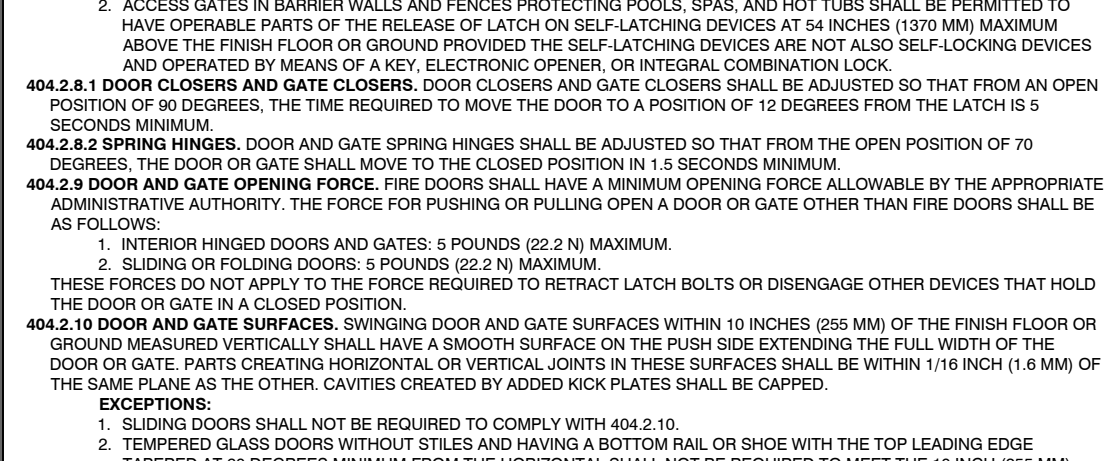 2. ACCESS GATES IN BARRIER WALLS AND FENCES PROTECTING POOLS, SPAS, AND HOT TUBS SHALL BE PERMITTED TO
HAVE OPERABLE PARTS OF THE RELEASE OF LATCH ON SELF-LATCHING DEVICES AT 54 INCHES (1370 MM) MAXIMUM
ABOVE THE FINISH FLOOR OR GROUND PROVIDED THE SELF-LATCHING DEVICES ARE NOT ALSO SELF-LOCKING DEVICES
AND OPERATED BY MEANS OF A KEY, ELECTRONIC OPENER, OR INTEGRAL COMBINATION LOCK.
404.2.8.1 DOOR CLOSERS AND GATE CLOSERS. DOOR CLOSERS AND GATE CLOSERS SHALL BE ADJUSTED SO THAT FROM AN OPEN
POSITION OF 90 DEGREES, THE TIME REQUIRED TO MOVE THE DOOR TO A POSITION OF 12 DEGREES FROM THE LATCH IS 5
SECONDS MINIMUM.
404.2.8.2 SPRING HINGES. DOOR AND GATE SPRING HINGES SHALL BE ADJUSTED SO THAT FROM THE OPEN POSITION OF 70
DEGREES, THE DOOR OR GATE SHALL MOVE TO THE CLOSED POSITION IN 1.5 SECONDS MINIMUM.
404.2.9 DOOR AND GATE OPENING FORCE. FIRE DOORS SHALL HAVE A MINIMUM OPENING FORCE ALLOWABLE BY THE APPROPRIATE
ADMINISTRATIVE AUTHORITY. THE FORCE FOR PUSHING OR PULLING OPEN A DOOR OR GATE OTHER THAN FIRE DOORS SHALL BE
AS FOLLOWS:
1. INTERIOR HINGED DOORS AND GATES: 5 POUNDS (22.2 N) MAXIMUM.
2. SLIDING OR FOLDING DOORS: 5 POUNDS (22.2 N) MAXIMUM.
THESE FORCES DO NOT APPLY TO THE FORCE REQUIRED TO RETRACT LATCH BOLTS OR DISENGAGE OTHER DEVICES THAT HOLD
THE DOOR OR GATE IN A CLOSED POSITION.
404.2.10 DOOR AND GATE SURFACES. SWINGING DOOR AND GATE SURFACES WITHIN 10 INCHES (255 MM) OF THE FINISH FLOOR OR
GROUND MEASURED VERTICALLY SHALL HAVE A SMOOTH SURFACE ON THE PUSH SIDE EXTENDING THE FULL WIDTH OF THE
DOOR OR GATE. PARTS CREATING HORIZONTAL OR VERTICAL JOINTS IN THESE SURFACES SHALL BE WITHIN 1/16 INCH (1.6 MM) OF
THE SAME PLANE AS THE OTHER. CAVITIES CREATED BY ADDED KICK PLATES SHALL BE CAPPED.
EXCEPTIONS:
1. SLIDING DOORS SHALL NOT BE REQUIRED TO COMPLY WITH 404.2.10.
2. TEMPERED GLASS DOORS WITHOUT STILES AND HAVING A BOTTOM RAIL OR SHOE WITH THE TOP LEADING EDGE